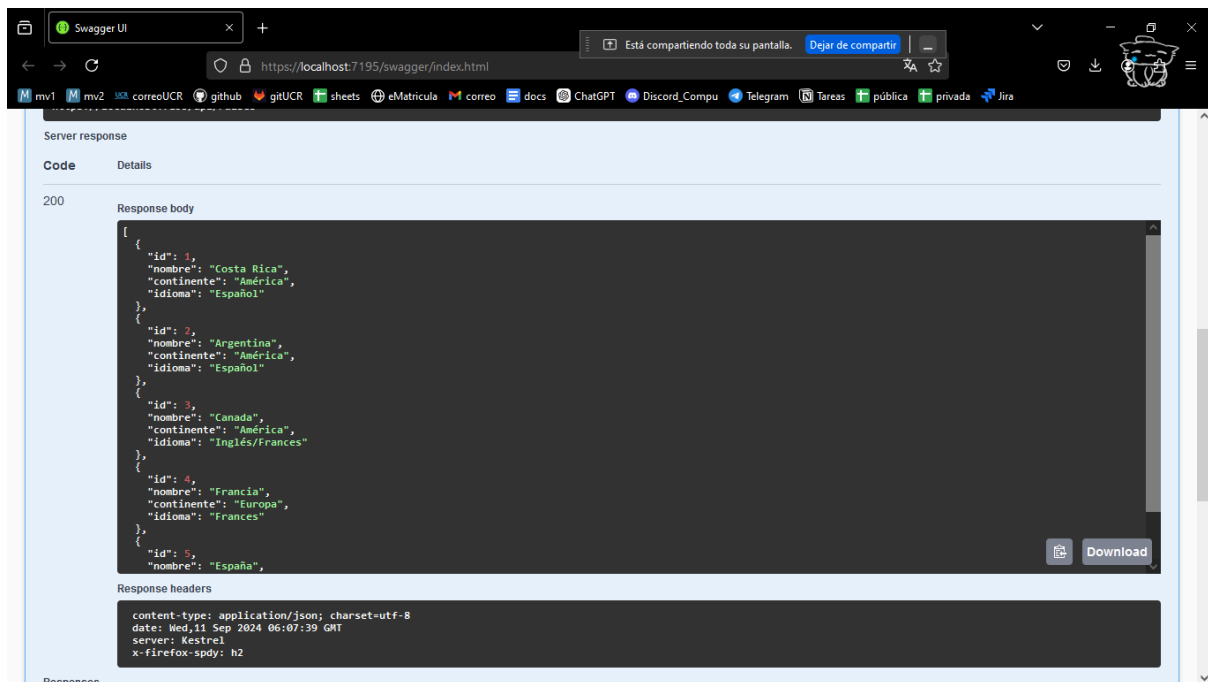 Swagger UI
Está compartiendo toda su pantalla. Dejar de compartir
https://localhost:7195/swagger/index.html
mv1 mv2 correoUCR github gitUCR sheets eMatricula correo docs ChatGPT Discord_Compu Telegram Tareas pública privada Jira
Server response
Code Details
200
Response body
[
{
"id": 1,
"nombre": "Costa Rica",
"continente": "América",
"idioma": "Español"
},
{
"id": 2,
"nombre": "Argentina",
"continente": "América",
"idioma": "Español"
},
{
"id": 3,
"nombre": "Canada",
"continente": "América",
"idioma": "Inglés/Frances"
},
{
"id": 4,
"nombre": "Francia",
"continente": "Europa",
"idioma": "Frances"
},
{
"id": 5,
"nombre": "España",
Download
Response headers
content-type: application/json; charset=utf-8
date: Wed,11 Sep 2024 06:07:39 GMT
server: Kestrel
x-firefox-spdy: h2
Responses